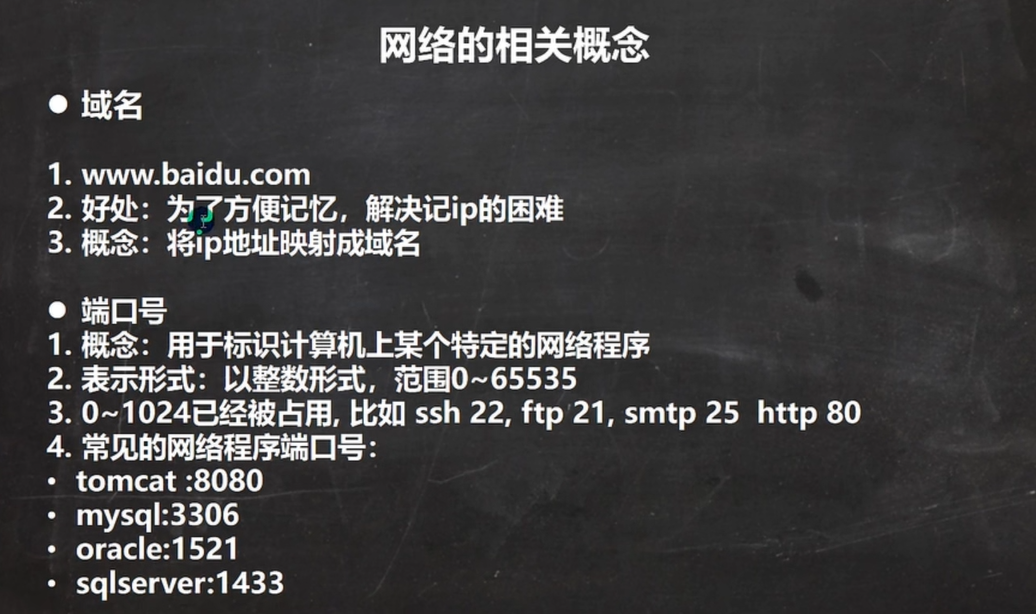 网络的相关概念
● 域名
1. www.baidu.com
2. 好处：为了方便记忆，解决记ip的困难
3. 概念：将ip地址映射成域名
● 端口号
1. 概念：用于标识计算机上某个特定的网络程序
2. 表示形式：以整数形式，范围0~65535
3. 0~1024已经被占用, 比如 ssh 22, ftp 21, smtp 25  http 80
4. 常见的网络程序端口号：
• tomcat :8080
• mysql:3306
• oracle:1521
• sqlserver:1433